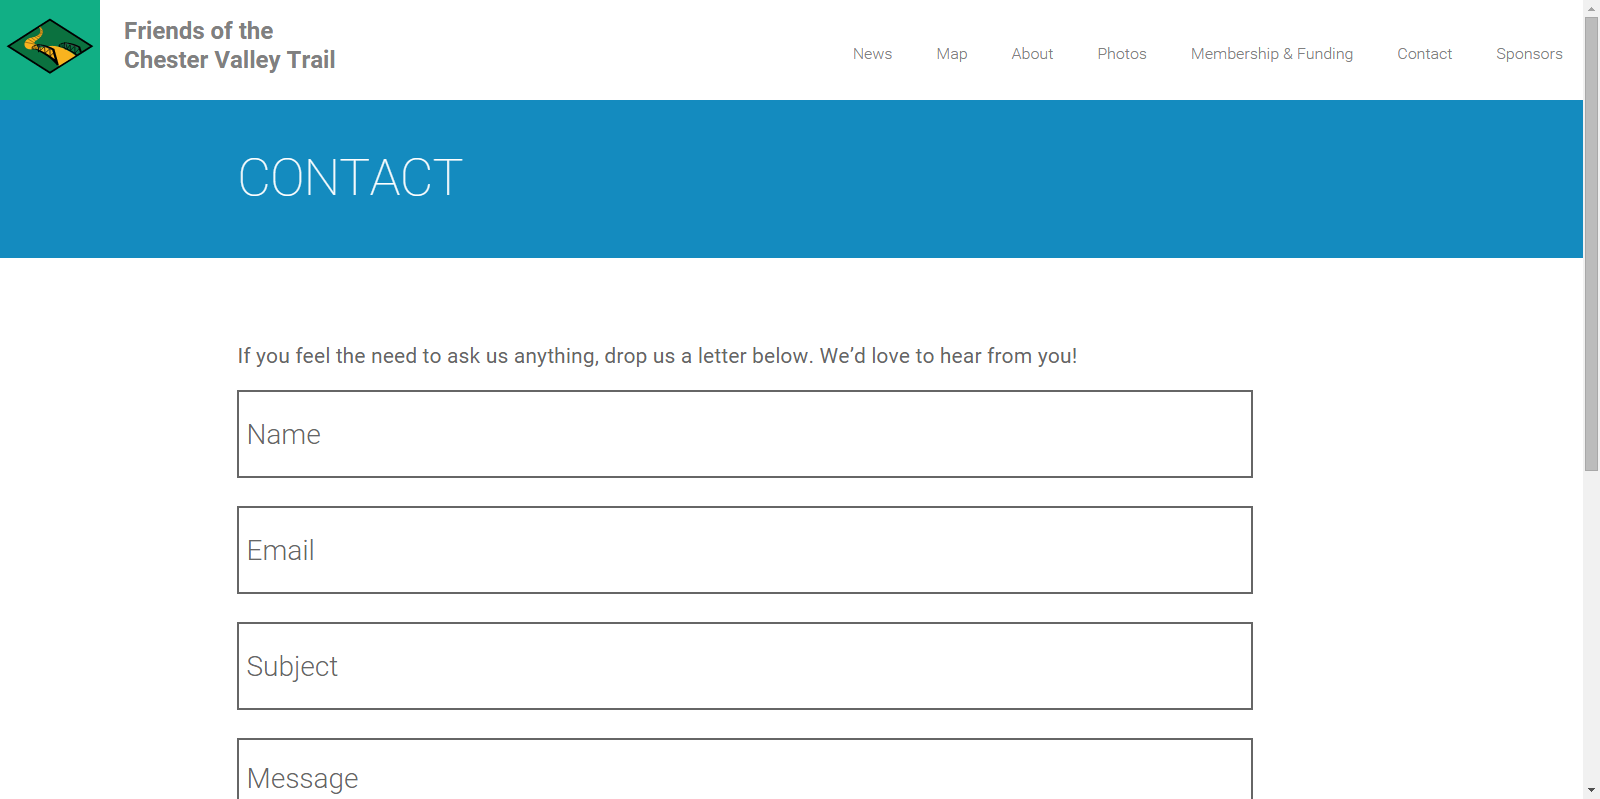 Friends of the
Chester Valley Trail
News Map About Photos Membership & Funding Contact Sponsors
CONTACT
If you feel the need to ask us anything, drop us a letter below. We’d love to hear from you!
Name
Email
Subject
Message